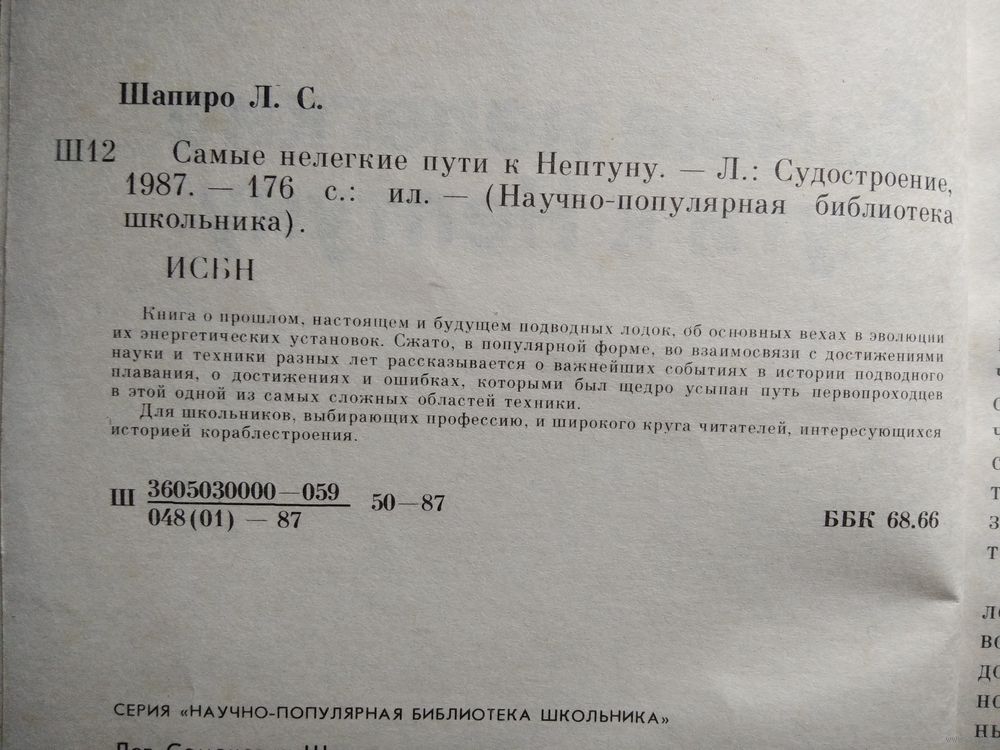 Шапиро Л. С.
Ш12 Самые нелегкие пути к Нептуну. — Л.: Судостроение,
1987. — 176 с.: ил. — (Научно-популярная библиотека
школьника).
ИСБН
Книга о прошлом, настоящем и будущем подводных лодок, об основных вехах в эволюции
их энергетических установок. Сжато, в популярной форме, во взаимосвязи с достижениями
науки и техники разных лет рассказывается о важнейших событиях в истории подводного
плавания, о достижениях и ошибках, которыми был щедро усыпан путь первопроходцев
в этой одной из самых сложных областей техники.
Для школьников, выбирающих профессию, и широкого круга читателей, интересующихся
историей кораблестроения.
Ш 3605030000—059 50—87
048(01) — 87
ББК 68.66
СЕРИЯ «НАУЧНО-ПОПУЛЯРНАЯ БИБЛИОТЕКА ШКОЛЬНИКА»